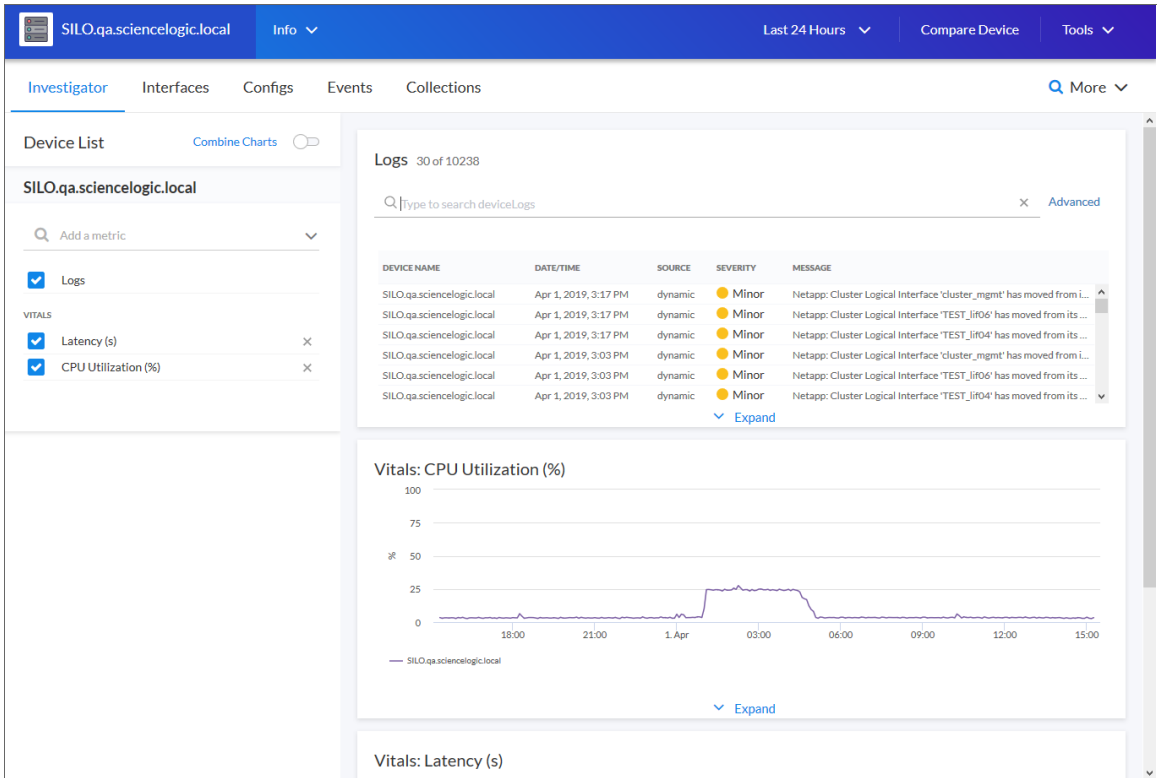 SILO.qa.sciencelogic.local Info Last 24 Hours Compare Device Tools
Investigator Interfaces Configs Events Collections More
Device List Combine Charts
SILO.qa.sciencelogic.local
Add a metric
Logs
VITALS
Latency (s)
CPU Utilization (%)
Logs 30 of 10238
Type to search deviceLogs Advanced
DEVICE NAME DATE/TIME SOURCE SEVERITY MESSAGE
SILO.qa.sciencelogic.local Apr 1, 2019, 3:17 PM dynamic Minor Netapp: Cluster Logical Interface 'cluster_mgmt' has moved from i...
SILO.qa.sciencelogic.local Apr 1, 2019, 3:17 PM dynamic Minor Netapp: Cluster Logical Interface 'TEST_lif06' has moved from its ...
SILO.qa.sciencelogic.local Apr 1, 2019, 3:17 PM dynamic Minor Netapp: Cluster Logical Interface 'TEST_lif04' has moved from its ...
SILO.qa.sciencelogic.local Apr 1, 2019, 3:03 PM dynamic Minor Netapp: Cluster Logical Interface 'cluster_mgmt' has moved from i...
SILO.qa.sciencelogic.local Apr 1, 2019, 3:03 PM dynamic Minor Netapp: Cluster Logical Interface 'TEST_lif06' has moved from its ...
SILO.qa.sciencelogic.local Apr 1, 2019, 3:03 PM dynamic Minor Netapp: Cluster Logical Interface 'TEST_lif04' has moved from its ...
Expand
Vitals: CPU Utilization (%)
100
75
%
50
25
0
18:00 21:00 1. Apr 03:00 06:00 09:00 12:00 15:00
SILO.qa.sciencelogic.local
Expand
Vitals: Latency (s)